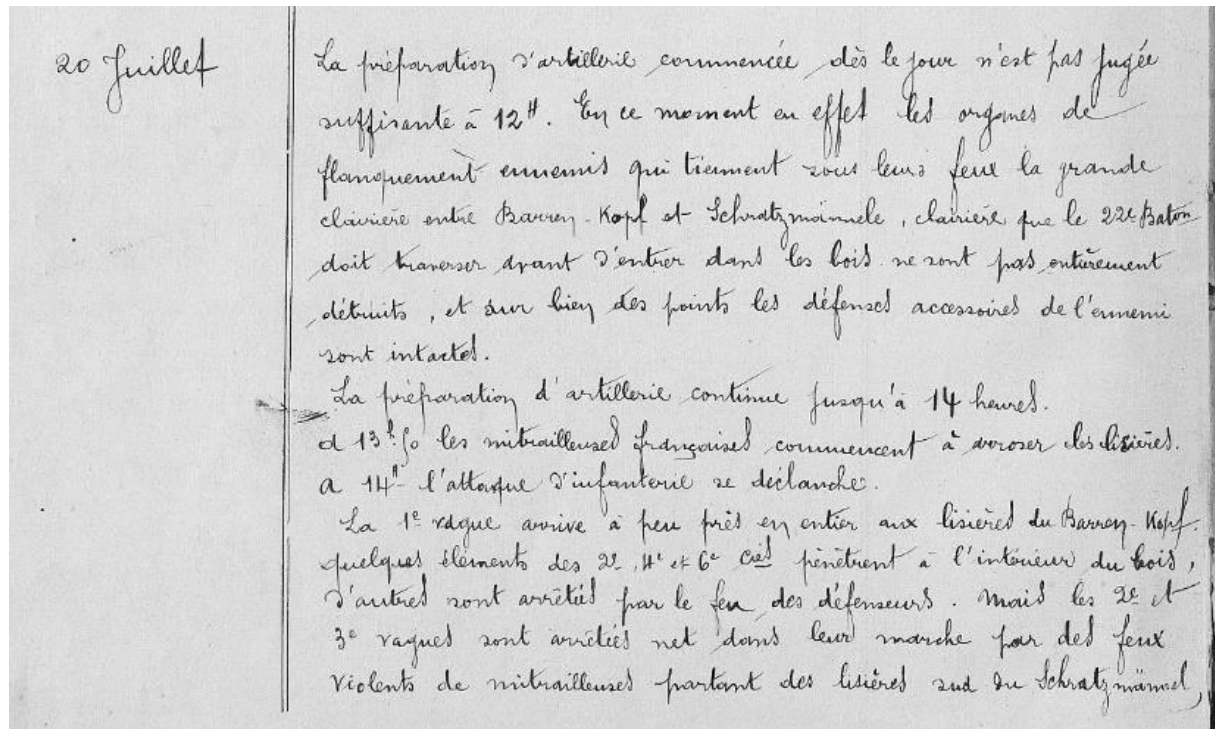 20 Juillet
La préparation d'artillerie commencée dès le jour n'est pas jugée
suffisante à 12H. En ce moment en effet les organes de
flanquement ennemis qui tiennent sous leurs feux la grande
clairière entre Barren-Kopf et Schratzmannele, clairière que le 22e Baton
doit traverser avant d'entrer dans les bois ne sont pas entièrement
détruits, et sur bien des points les défenses accessoires de l'ennemi
sont intactes.
La préparation d'artillerie continue jusqu'à 14 heures.
à 13h50 les mitrailleuses françaises commencent à arroser les lisières.
A 14H l'attaque d'infanterie se déclanche.
La 1e vague arrive à peu près en entier aux lisières du Barren-Kopf.
quelques éléments des 2e, 4e et 6e Cies pénètrent à l'intérieur du bois,
d'autres sont arrêtés par le feu des défenseurs. Mais les 2e et
3e vagues sont arrêtées net dans leur marche par des feux
violents de mitrailleuses partant des lisières sud du Schratzmännel,